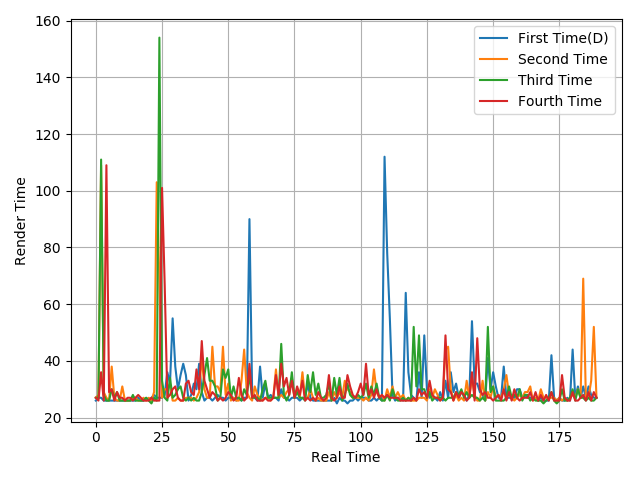 160
140
120
100
80
60
40
20
Render Time
0
25
50
75
100
125
150
175
Real Time
First Time(D)
Second Time
Third Time
Fourth Time